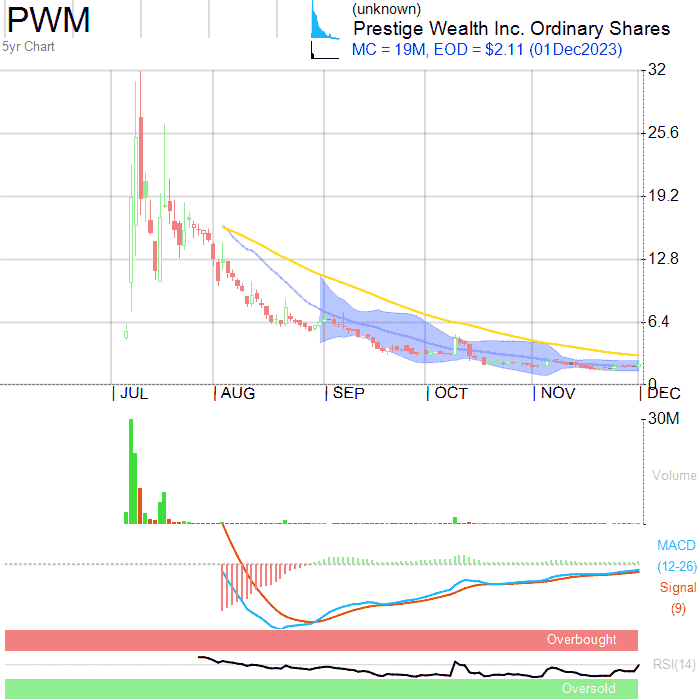 PWM
(unknown)
Prestige Wealth Inc. Ordinary Shares
5yr Chart
MC = 19M, EOD = $2.11 (01Dec2023)
32
25.6
19.2
12.8
6.4
0
JUL AUG SEP OCT NOV DEC
30M
Volume
MACD
(12-26)
Signal
(9)
Overbought
RSI(14)
Oversold